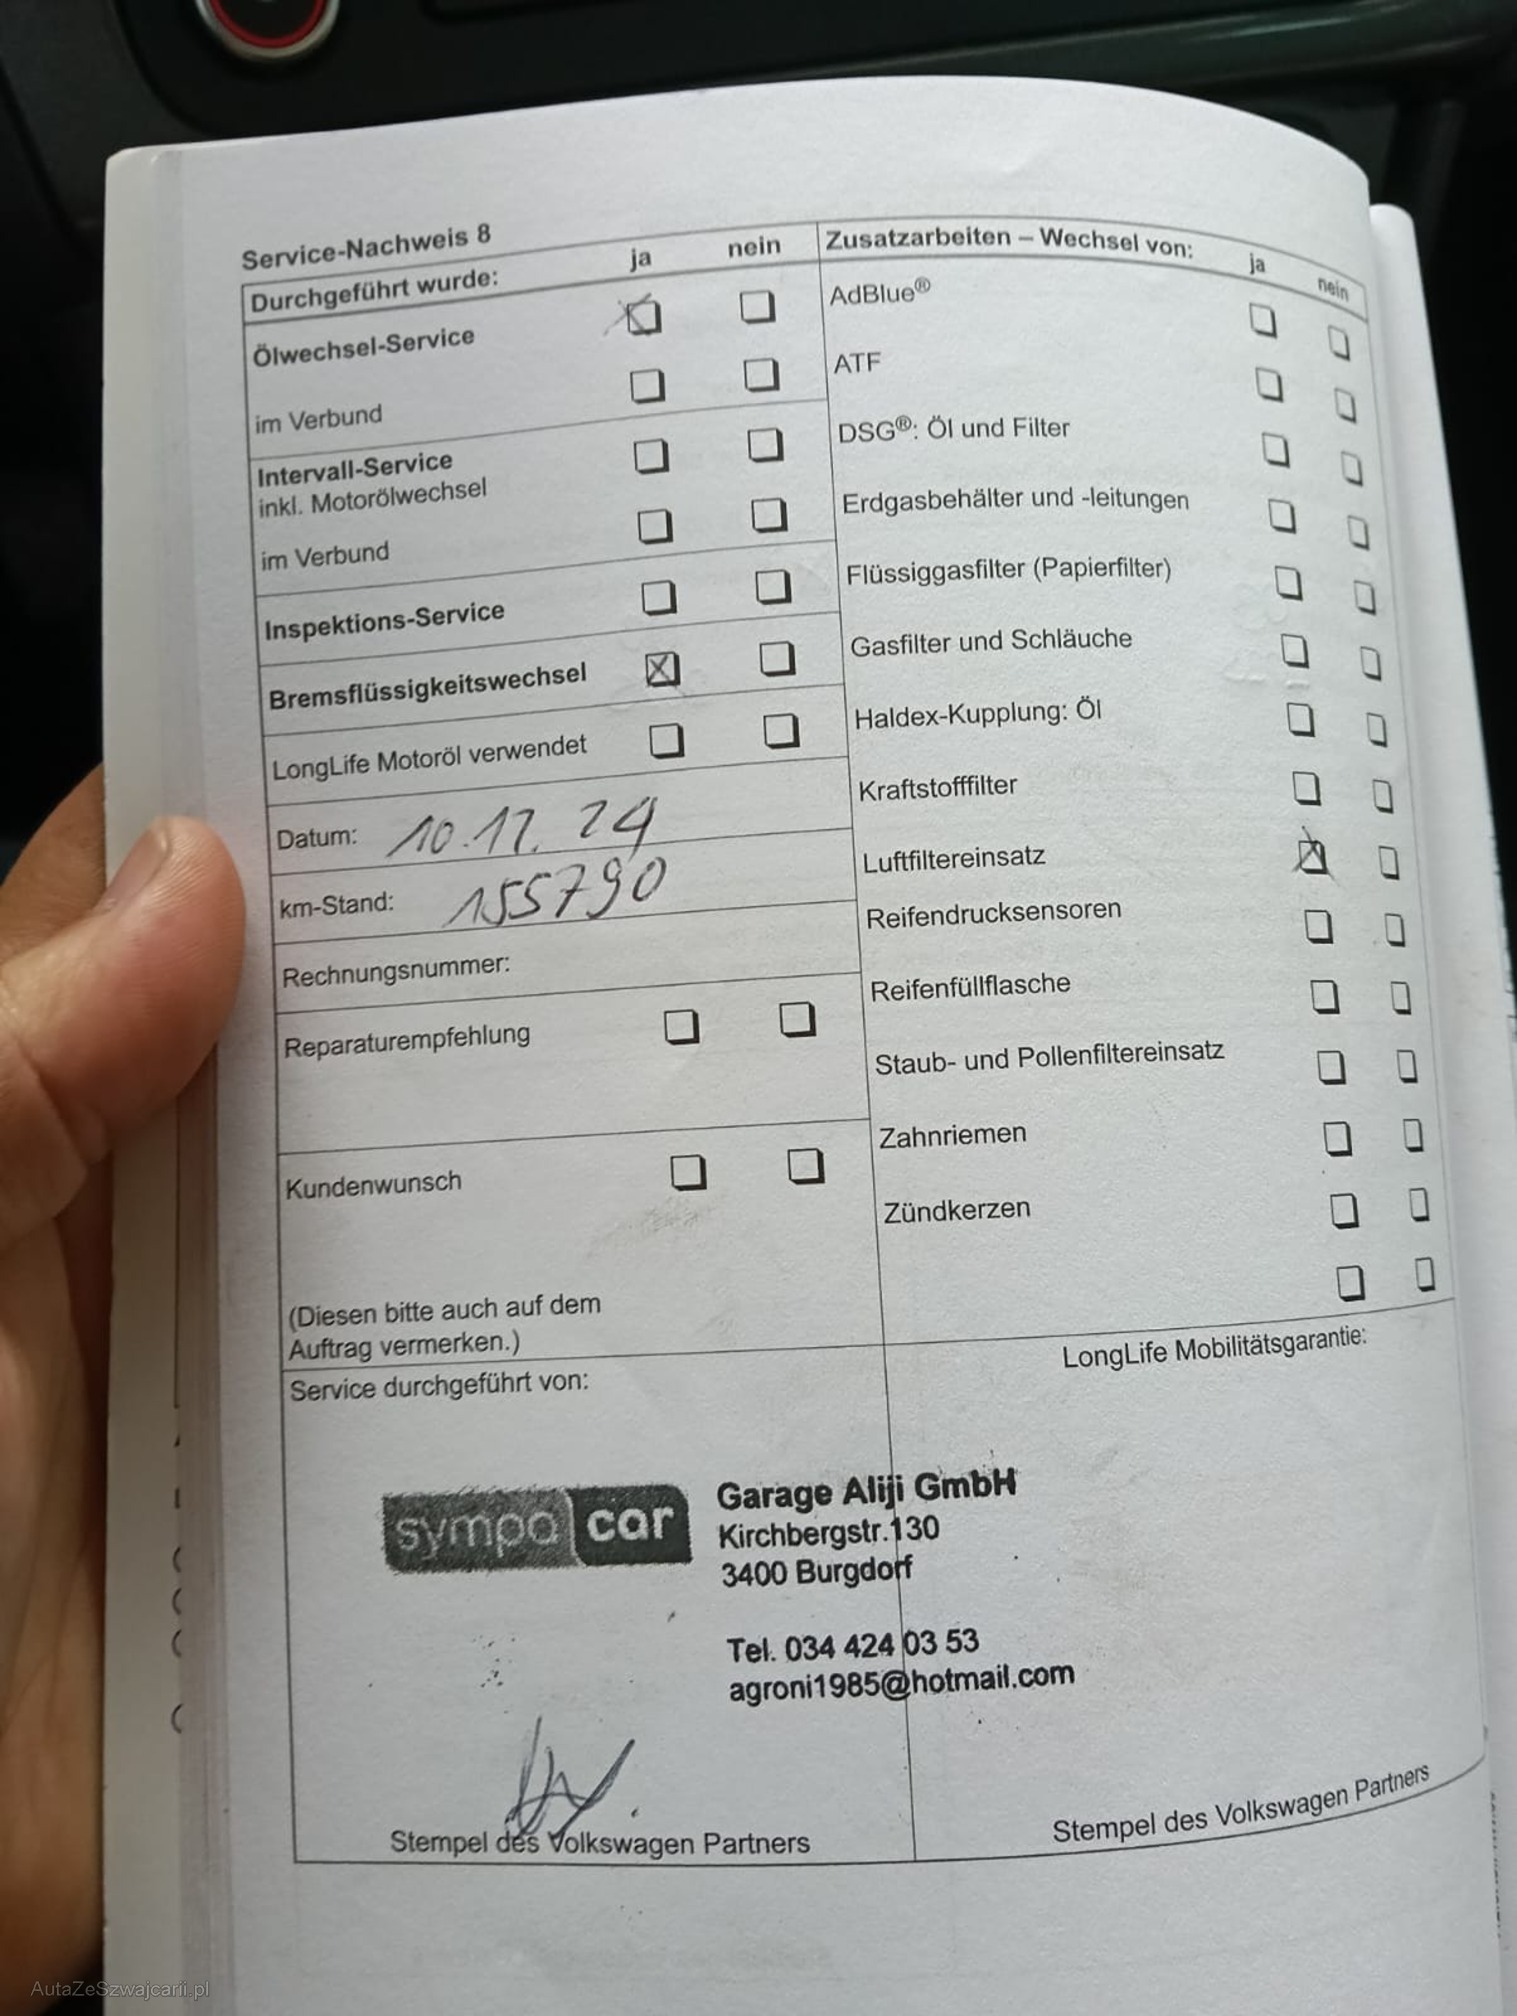 Service-Nachweis 8
Durchgeführt wurde: ja nein
Ölwechsel-Service
im Verbund
Intervall-Service
inkl. Motorölwechsel
im Verbund
Inspektions-Service
Bremsflüssigkeitswechsel
LongLife Motoröl verwendet
Datum: 10.12.24
km-Stand: 155790
Rechnungsnummer:
Reparaturempfehlung
Kundenwunsch
(Diesen bitte auch auf dem
Auftrag vermerken.)
Zusatzarbeiten – Wechsel von: ja nein
AdBlue®
ATF
DSG®: Öl und Filter
Erdgasbehälter und -leitungen
Flüssiggasfilter (Papierfilter)
Gasfilter und Schläuche
Haldex-Kupplung: Öl
Kraftstofffilter
Luftfiltereinsatz
Reifendrucksensoren
Reifenfüllflasche
Staub- und Pollenfiltereinsatz
Zahnriemen
Zündkerzen
Service durchgeführt von:
LongLife Mobilitätsgarantie:
sympa car
Garage Aliji GmbH
Kirchbergstr.130
3400 Burgdorf
Tel. 034 424 03 53
agroni1985@hotmail.com
Stempel des Volkswagen Partners
Stempel des Volkswagen Partners
AutaZeSzwajcarii.pl